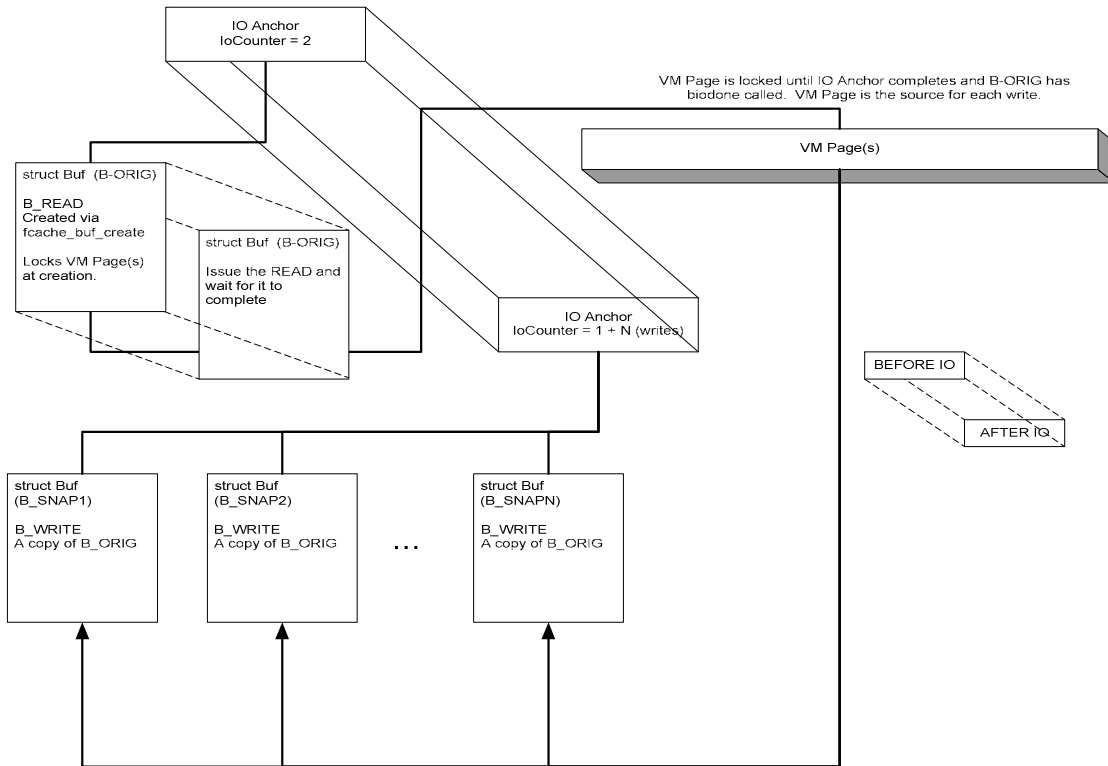 IO Anchor
IoCounter = 2
VM Page is locked until IO Anchor completes and B-ORIG has
biodone called. VM Page is the source for each write.
VM Page(s)
struct Buf (B-ORIG)
B_READ
Created via
fcache_buf_create
Locks VM Page(s)
at creation.
struct Buf (B-ORIG)
Issue the READ and
wait for it to
complete
IO Anchor
IoCounter = 1 + N (writes)
BEFORE IO
AFTER IO
struct Buf
(B_SNAP1)
B_WRITE
A copy of B_ORIG
struct Buf
(B_SNAP2)
B_WRITE
A copy of B_ORIG
...
struct Buf
(B_SNAPN)
B_WRITE
A copy of B_ORIG